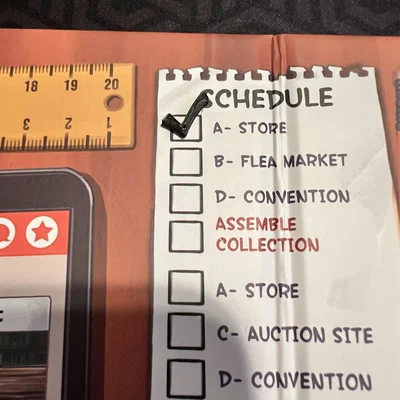 18 19 20
3 2 1
SCHEDULE
A- STORE
B- FLEA MARKET
D- CONVENTION
ASSEMBLE
COLLECTION
A- STORE
C- AUCTION SITE
D- CONVENTION